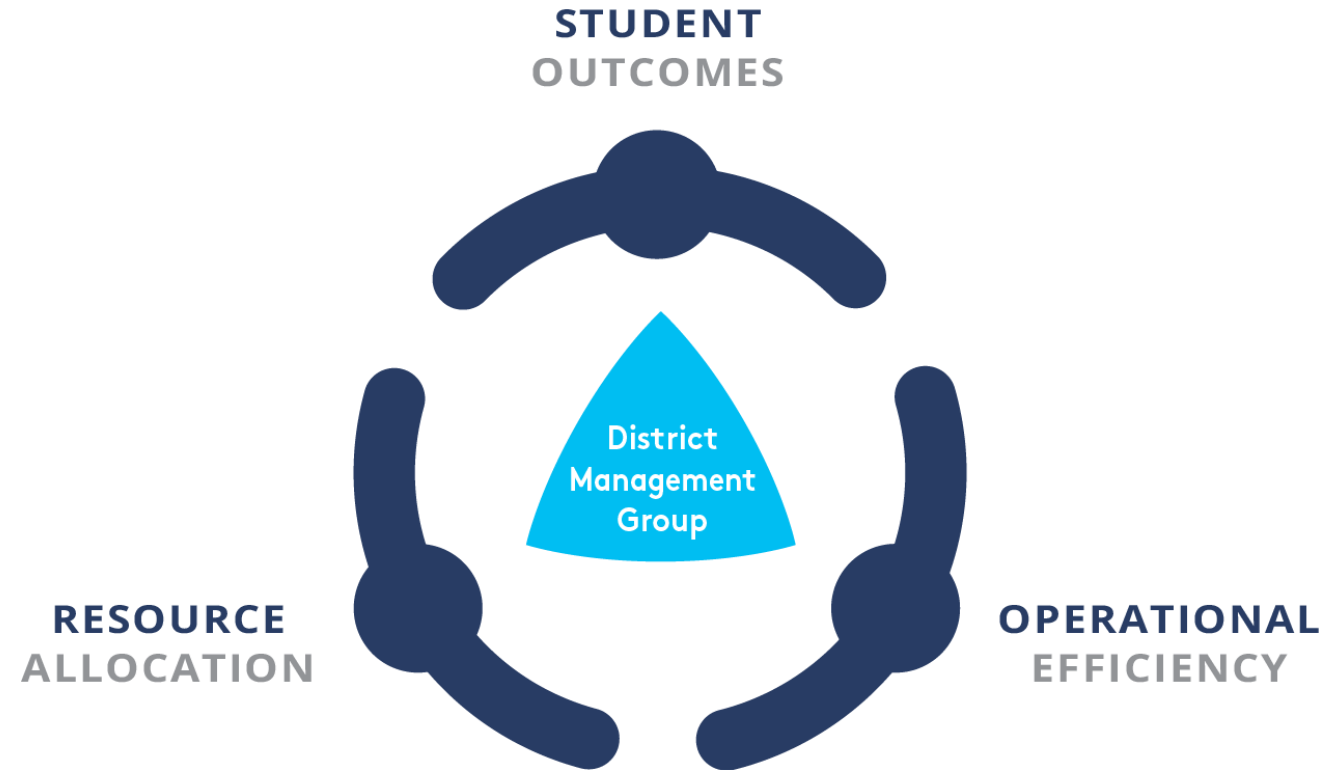 STUDENT
OUTCOMES
District
Management
Group
RESOURCE
ALLOCATION
OPERATIONAL
EFFICIENCY